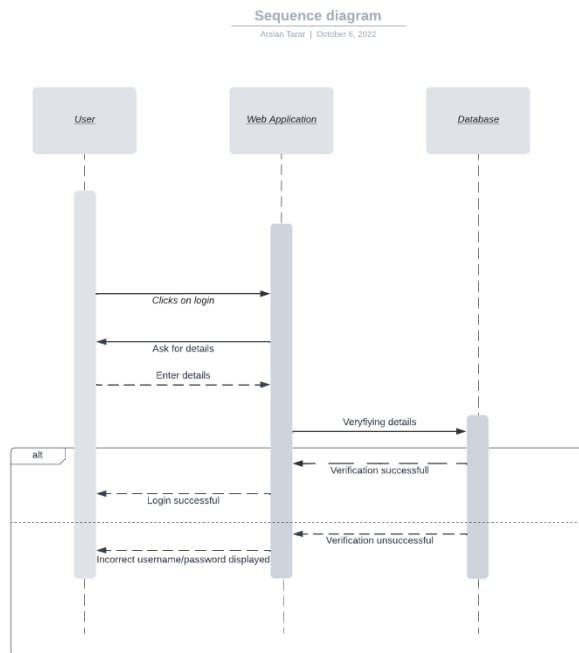 Sequence diagram
Arslan Tarar | October 6, 2022
User
Web Application
Database
Clicks on login
Ask for details
Enter details
Veryfiying details
alt
Verification successfull
Login successful
Verification unsuccessful
Incorrect username/password displayed